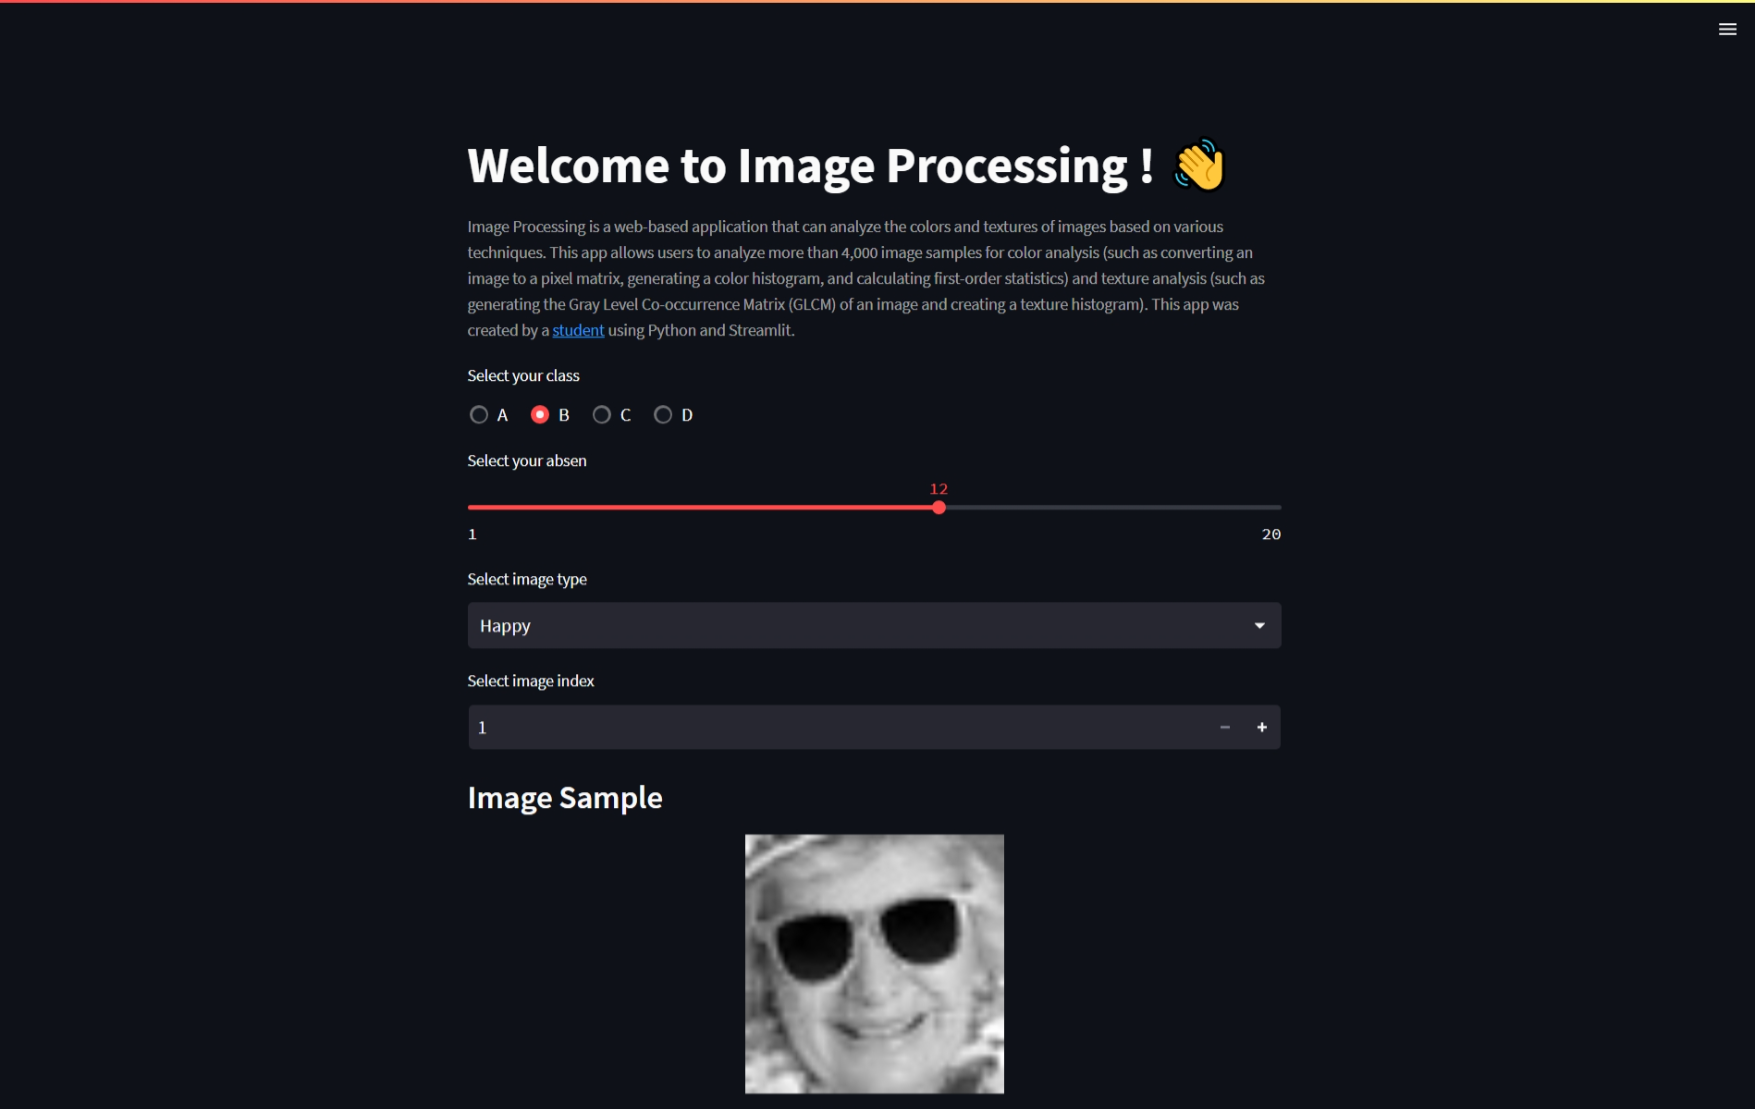 Welcome to Image Processing ! 👋
Image Processing is a web-based application that can analyze the colors and textures of images based on various
techniques. This app allows users to analyze more than 4,000 image samples for color analysis (such as converting an
image to a pixel matrix, generating a color histogram, and calculating first-order statistics) and texture analysis (such as
generating the Gray Level Co-occurrence Matrix (GLCM) of an image and creating a texture histogram). This app was
created by a student using Python and Streamlit.
Select your class
A B C D
Select your absen
12
1 20
Select image type
Happy
Select image index
1 − +
Image Sample